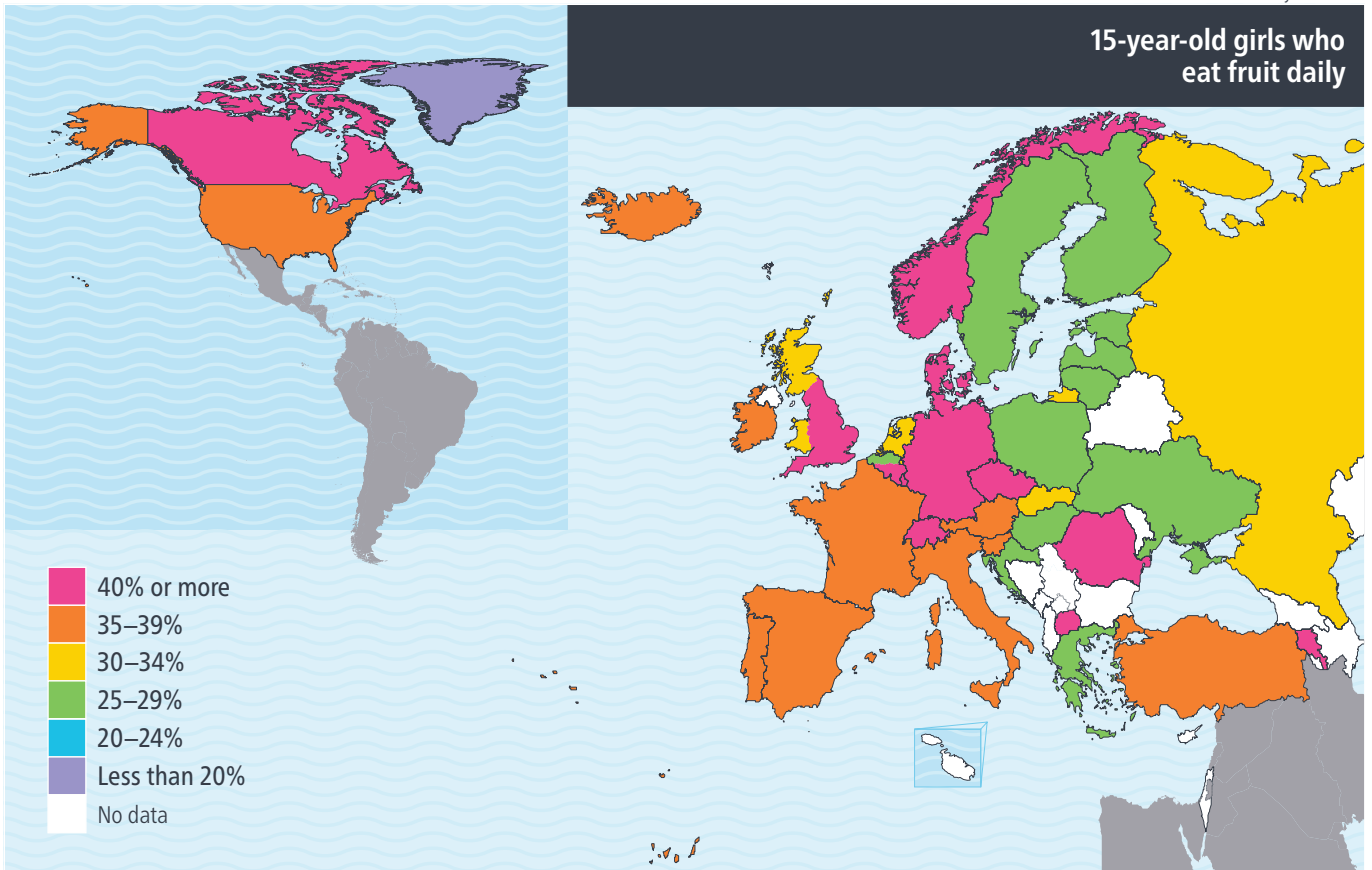 15-year-old girls who
eat fruit daily
40% or more
35–39%
30–34%
25–29%
20–24%
Less than 20%
No data